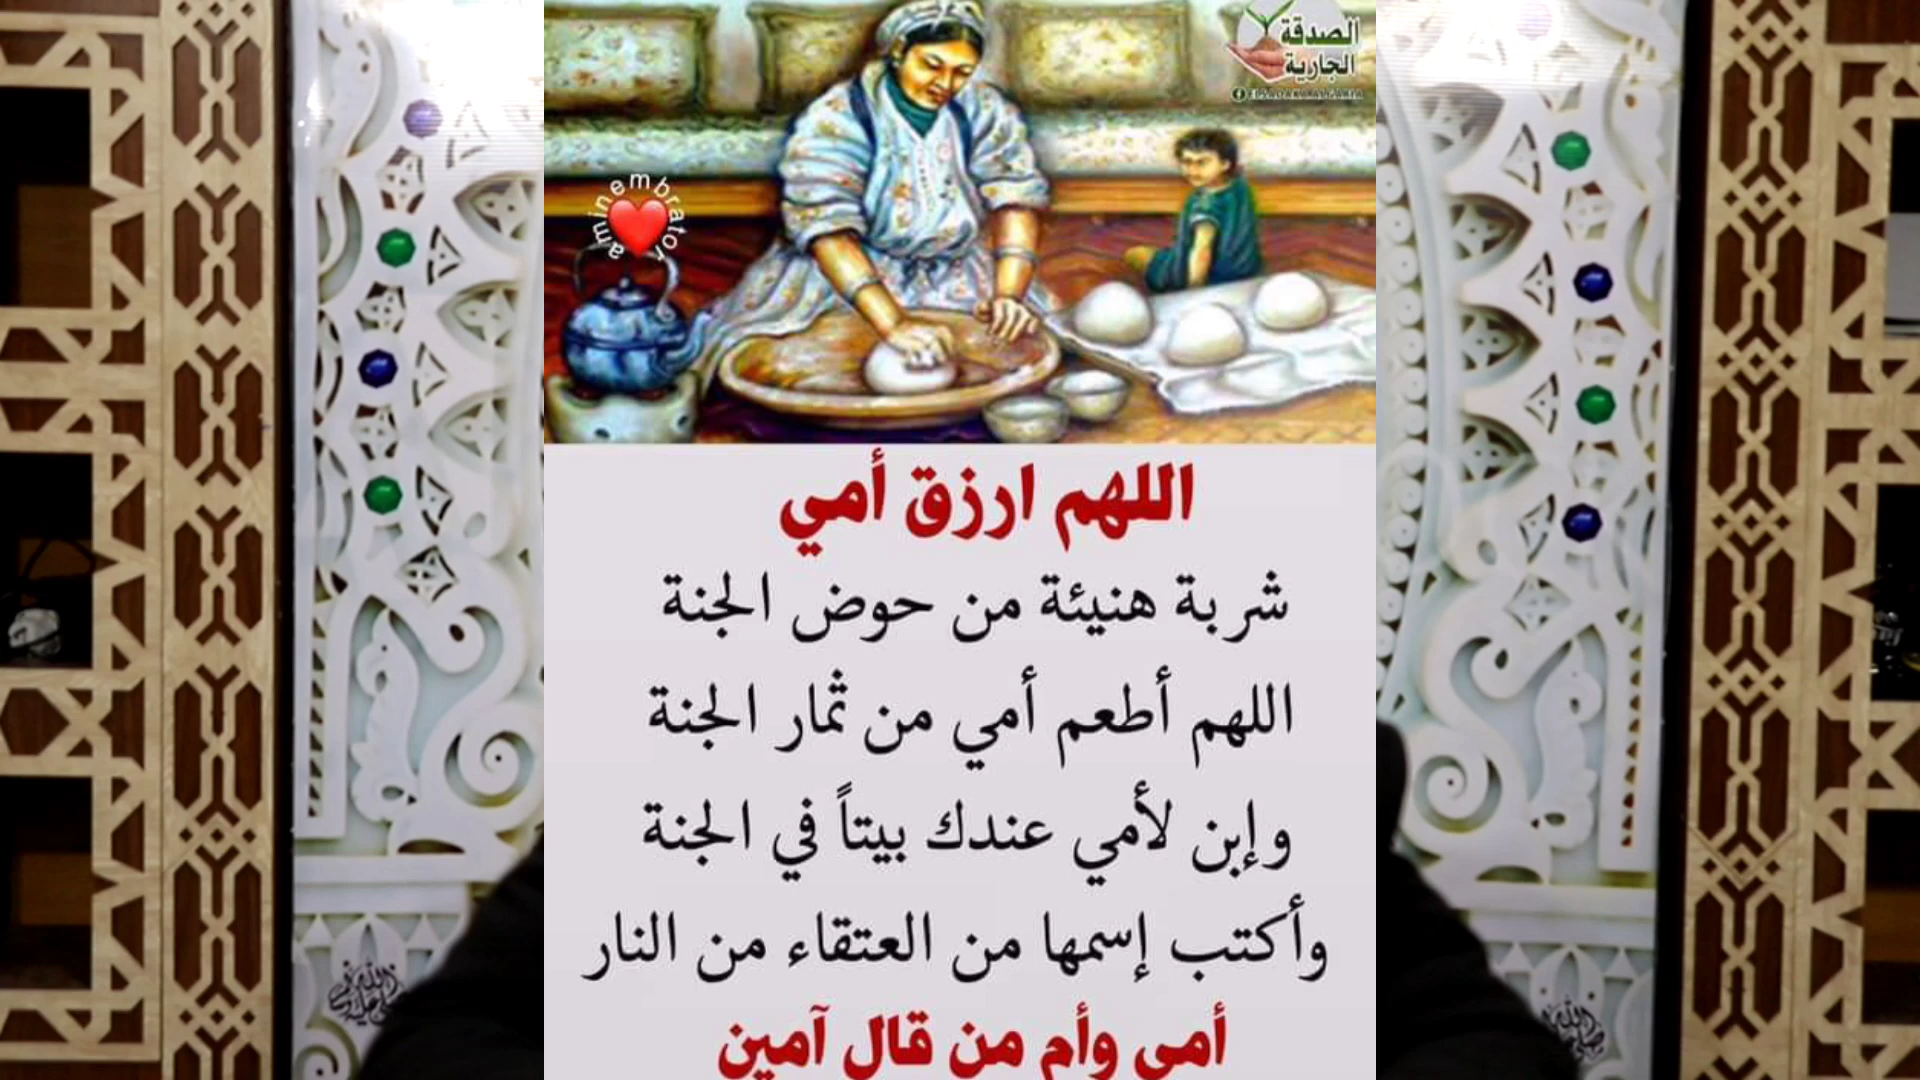 الصدقة
الجارية
ELSADAKAALGARIA
aminembrator
اللهم ارزق أمي
شربة هنيئة من حوض الجنة
اللهم أطعم أمي من ثمار الجنة
وإبن لأمي عندك بيتاً في الجنة
وأكتب إسمها من العتقاء من النار
أمي وأم من قال آمين